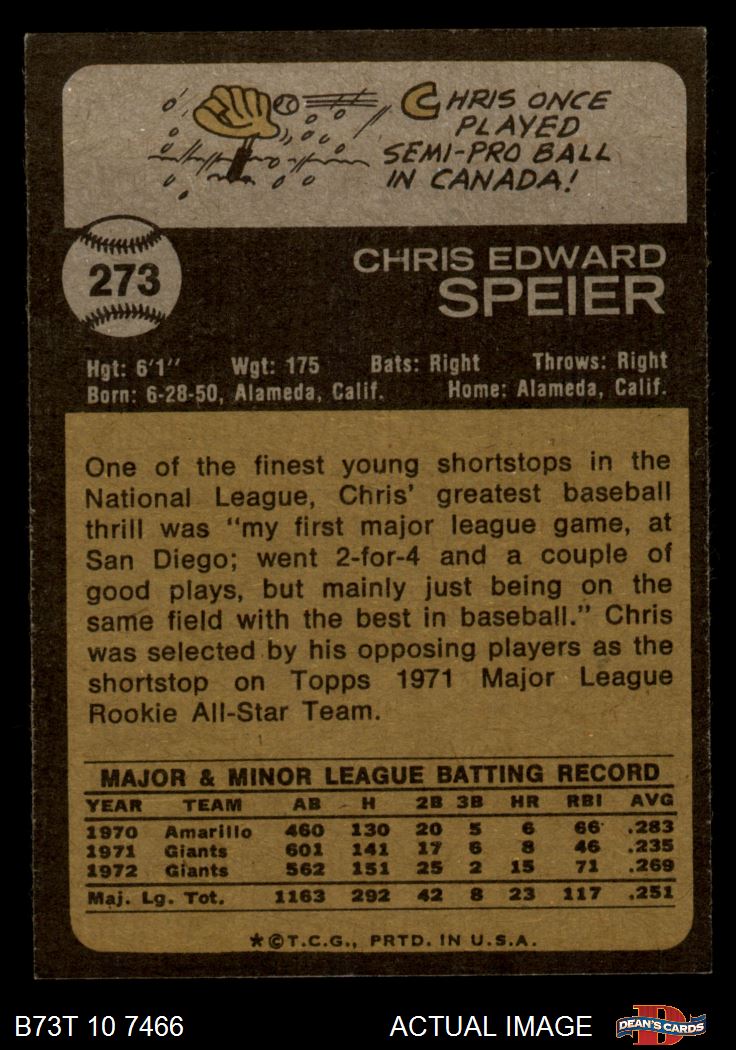 CHRIS ONCE
PLAYED
SEMI-PRO BALL
IN CANADA!
273
CHRIS EDWARD
SPEIER
Hgt: 6'1" Wgt: 175 Bats: Right Throws: Right
Born: 6-28-50, Alameda, Calif. Home: Alameda, Calif.
One of the finest young shortstops in the
National League, Chris' greatest baseball
thrill was "my first major league game, at
San Diego; went 2-for-4 and a couple of
good plays, but mainly just being on the
same field with the best in baseball." Chris
was selected by his opposing players as the
shortstop on Topps 1971 Major League
Rookie All-Star Team.
MAJOR & MINOR LEAGUE BATTING RECORD
YEAR TEAM AB H 2B 3B HR RBI AVG
1970 Amarillo 460 130 20 5 6 66 .283
1971 Giants 601 141 17 6 8 46 .235
1972 Giants 562 151 25 2 15 71 .269
Maj. Lg. Tot. 1163 292 42 8 23 117 .251
★©T.C.G., PRTD. IN U.S.A.
B73T 10 7466 ACTUAL IMAGE
DEAN'S CARDS